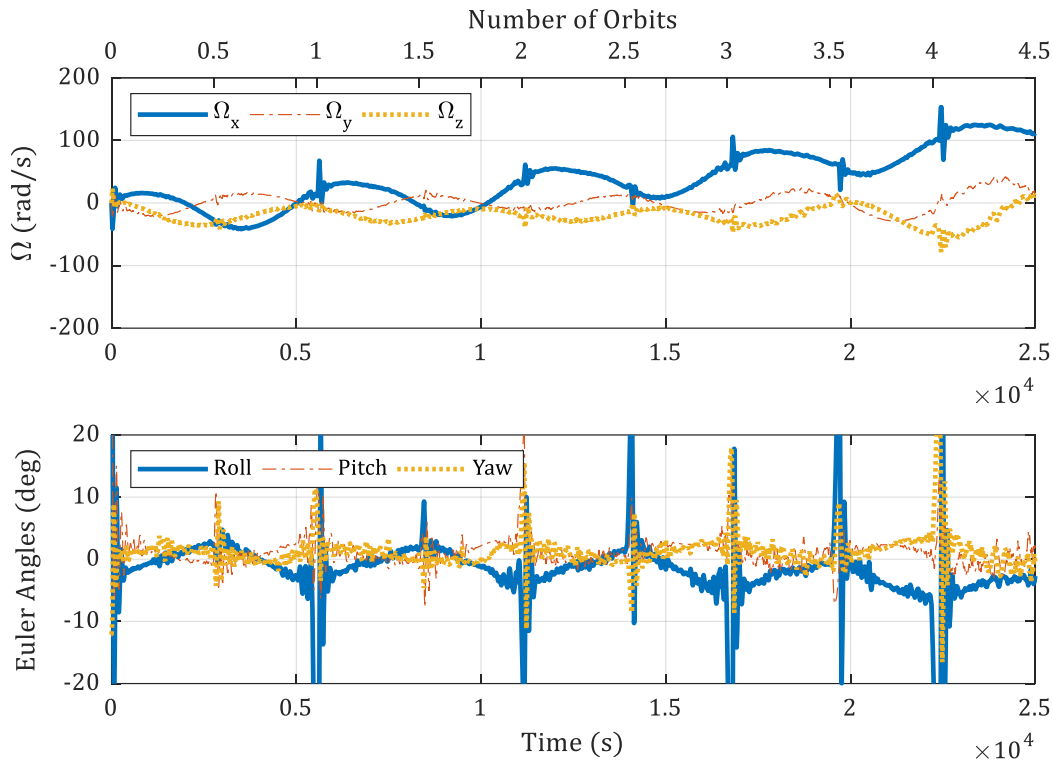 Number of Orbits
0 0.5 1 1.5 2 2.5 3 3.5 4 4.5
200
100
0
-100
-200
Ω (rad/s)
Ωx Ωy Ωz
0 0.5 1 1.5 2 2.5
×10^4
20
10
0
-10
-20
Euler Angles (deg)
Roll Pitch Yaw
0 0.5 1 1.5 2 2.5
Time (s)
×10^4